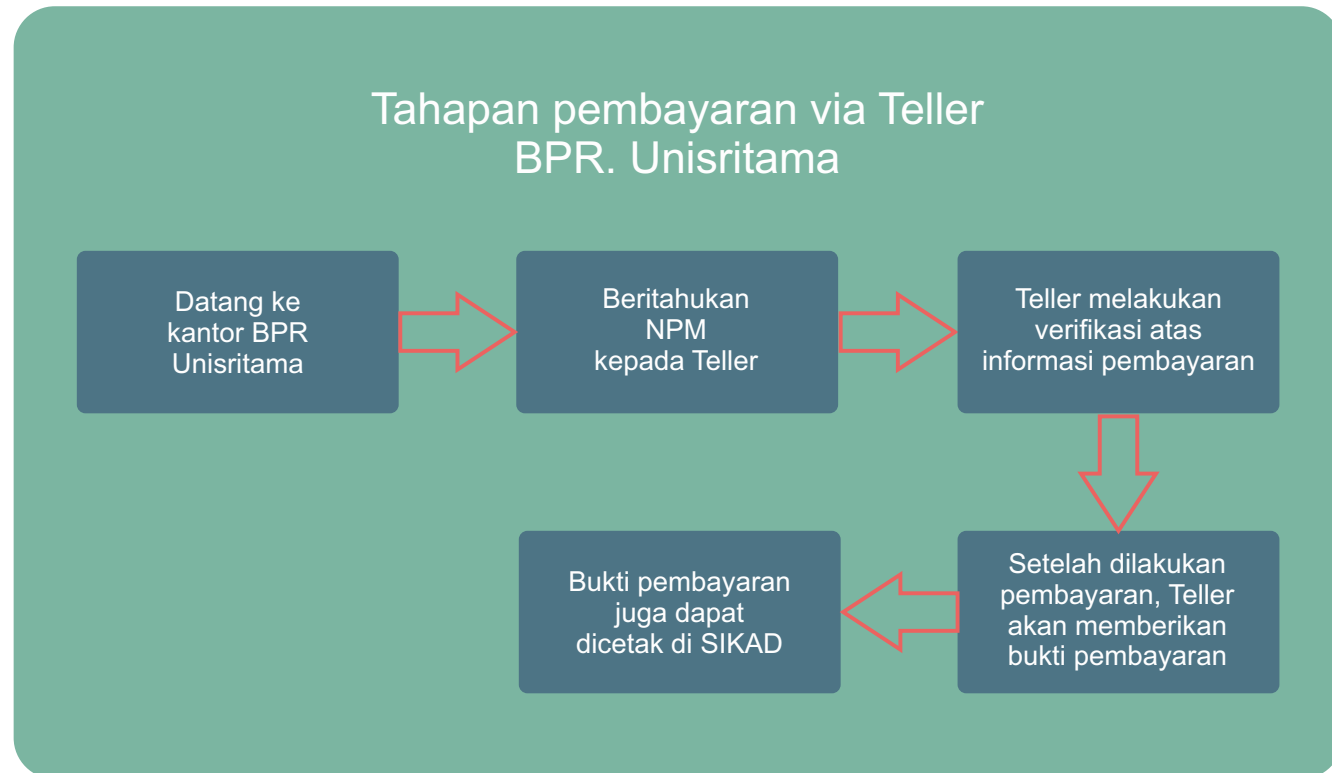 Tahapan pembayaran via Teller
BPR. Unisritama
Datang ke
kantor BPR
Unisritama
Beritahukan
NPM
kepada Teller
Teller melakukan
verifikasi atas
informasi pembayaran
Setelah dilakukan
pembayaran, Teller
akan memberikan
bukti pembayaran
Bukti pembayaran
juga dapat
dicetak di SIKAD